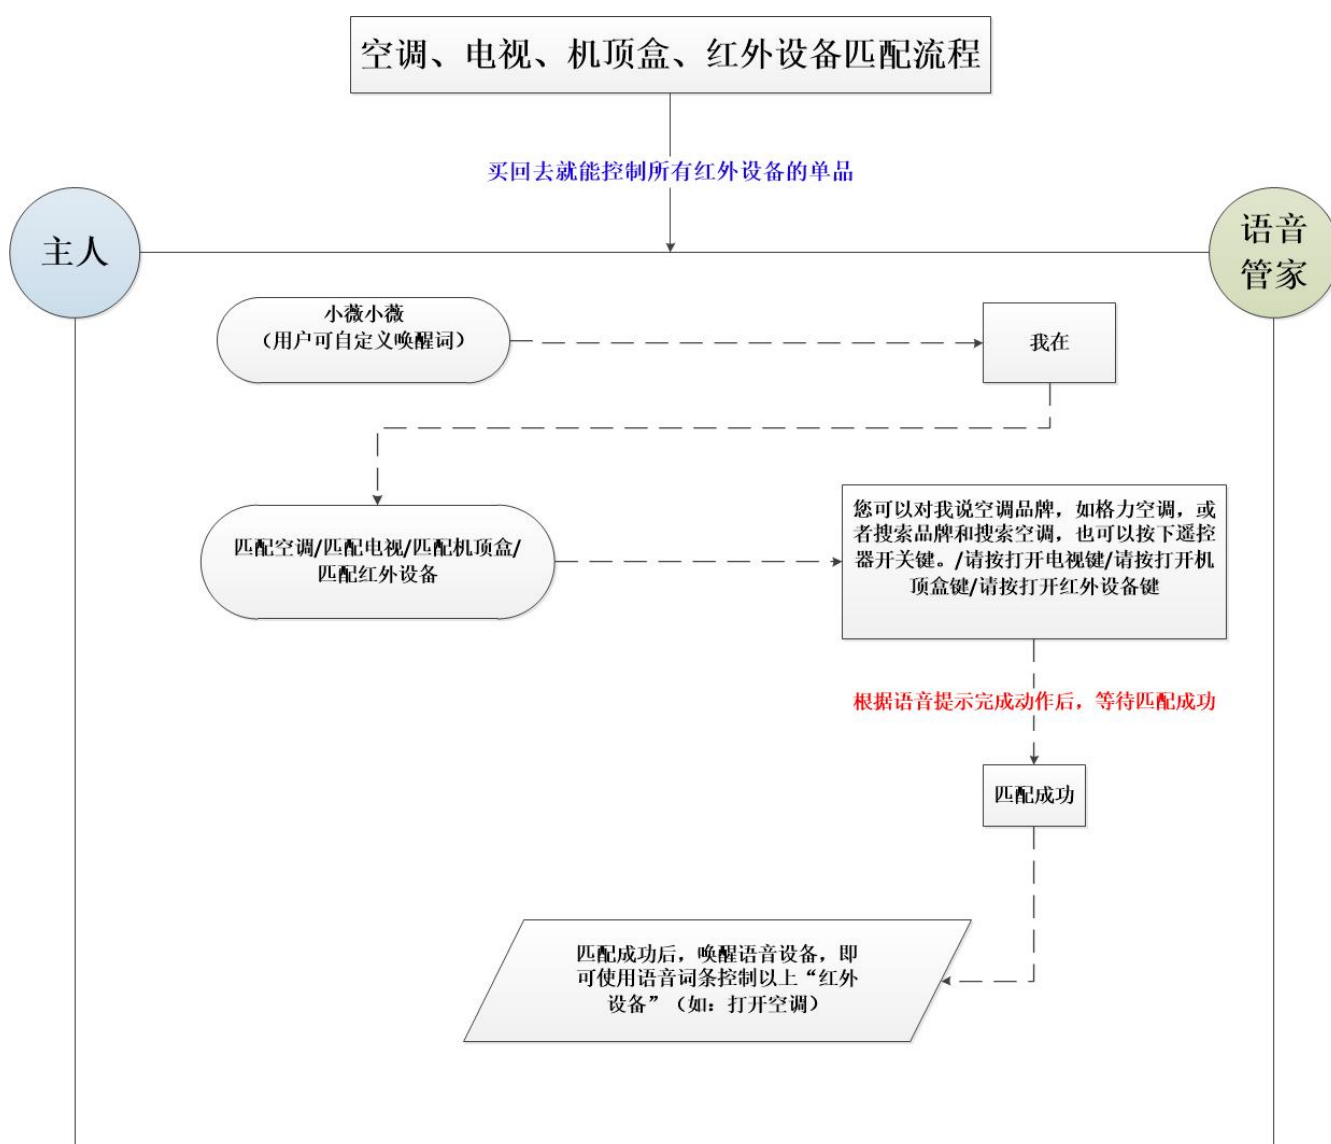 空调、电视、机顶盒、红外设备匹配流程
买回去就能控制所有红外设备的单品
主人
语音
管家
小薇小薇
（用户可自定义唤醒词）
我在
匹配空调/匹配电视/匹配机顶盒/
匹配红外设备
您可以对我说空调品牌，如格力空调，或
者搜索品牌和搜索空调，也可以按下遥控
器开关键。/请按打开电视键/请按打开机
顶盒键/请按打开红外设备键
根据语音提示完成动作后，等待匹配成功
匹配成功
匹配成功后，唤醒语音设备，即
可使用语音词条控制以上“红外
设备”（如：打开空调）